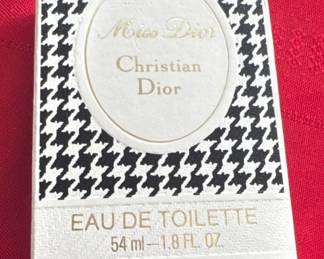 Miss Dior
Christian
Dior
EAU DE TOILETTE
54 ml-1.8 FL. OZ.